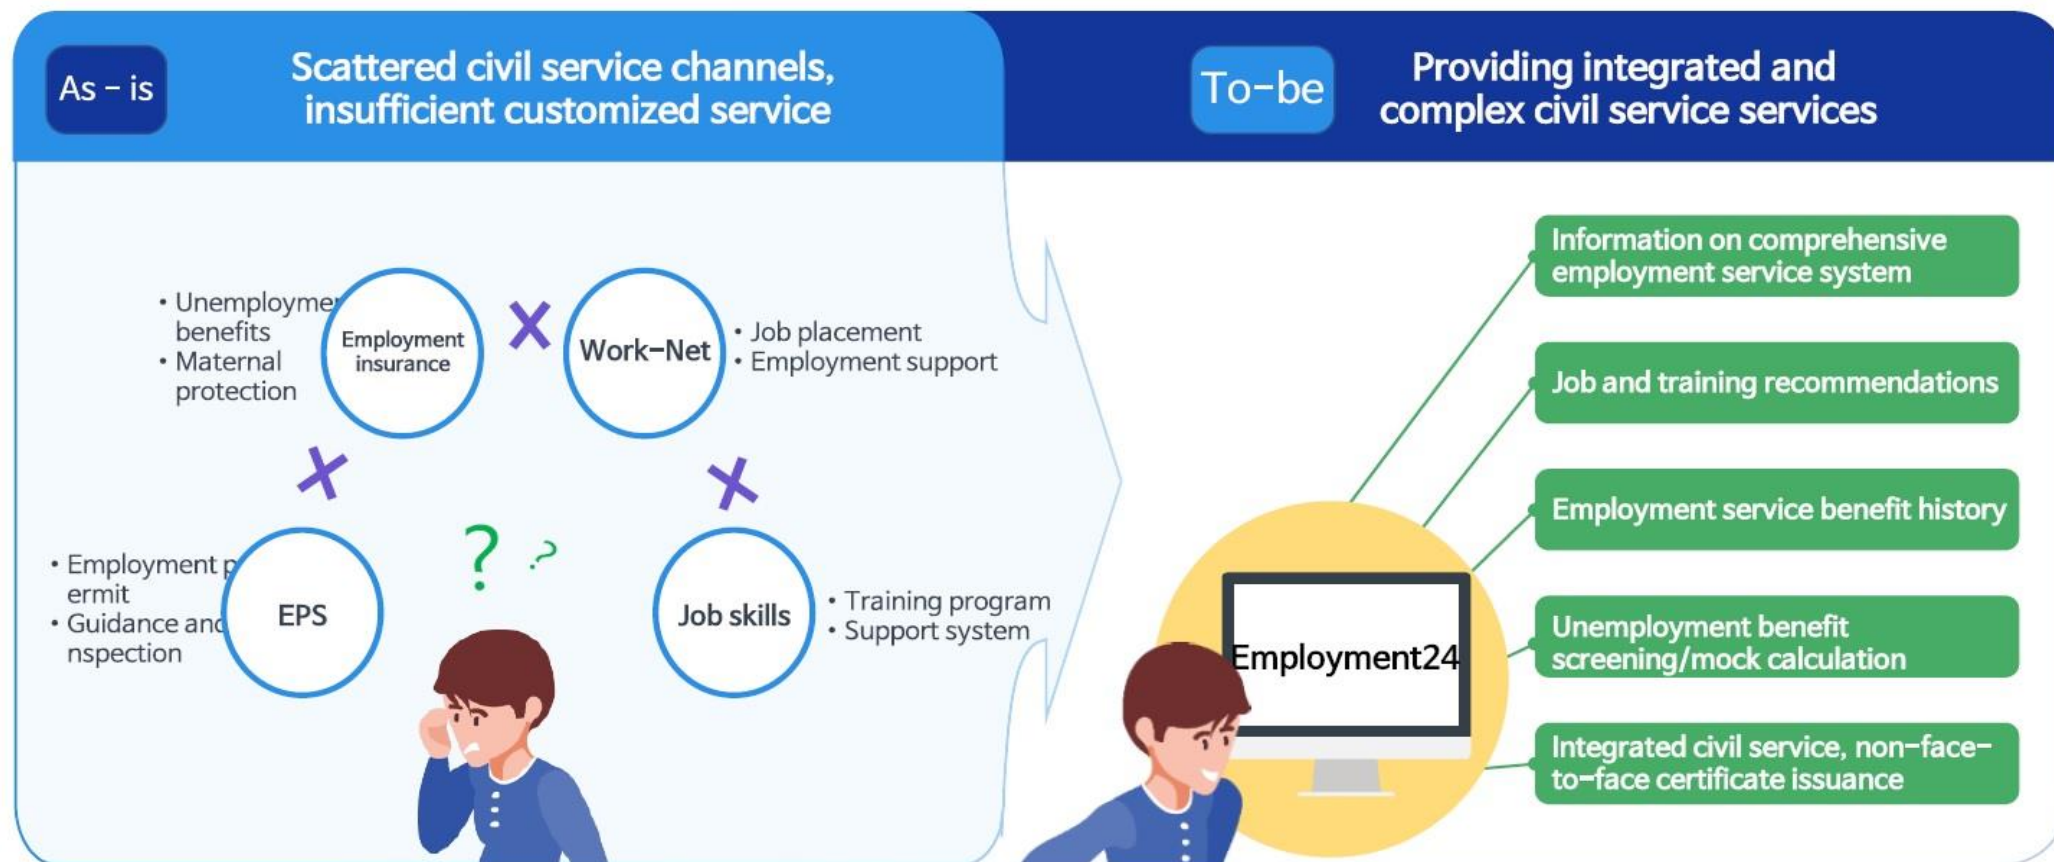 As – is
Scattered civil service channels,
insufficient customized service
To-be
Providing integrated and
complex civil service services
• Unemployme
benefits
• Maternal
protection
Employment
insurance
Work-Net
• Job placement
• Employment support
• Employment p
ermit
• Guidance and
nspection
EPS
? ?
Job skills
• Training program
• Support system
Employment24
Information on comprehensive
employment service system
Job and training recommendations
Employment service benefit history
Unemployment benefit
screening/mock calculation
Integrated civil service, non-face-
to-face certificate issuance